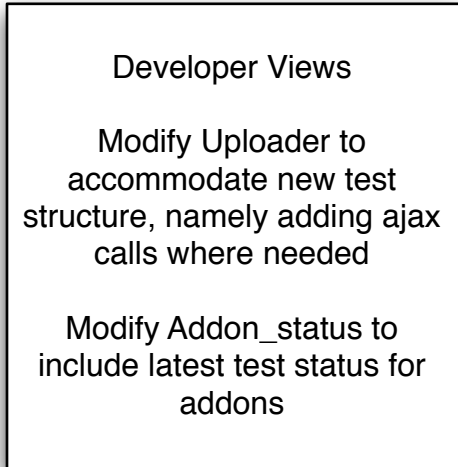 Developer Views
Modify Uploader to
accommodate new test
structure, namely adding ajax
calls where needed
Modify Addon_status to
include latest test status for
addons